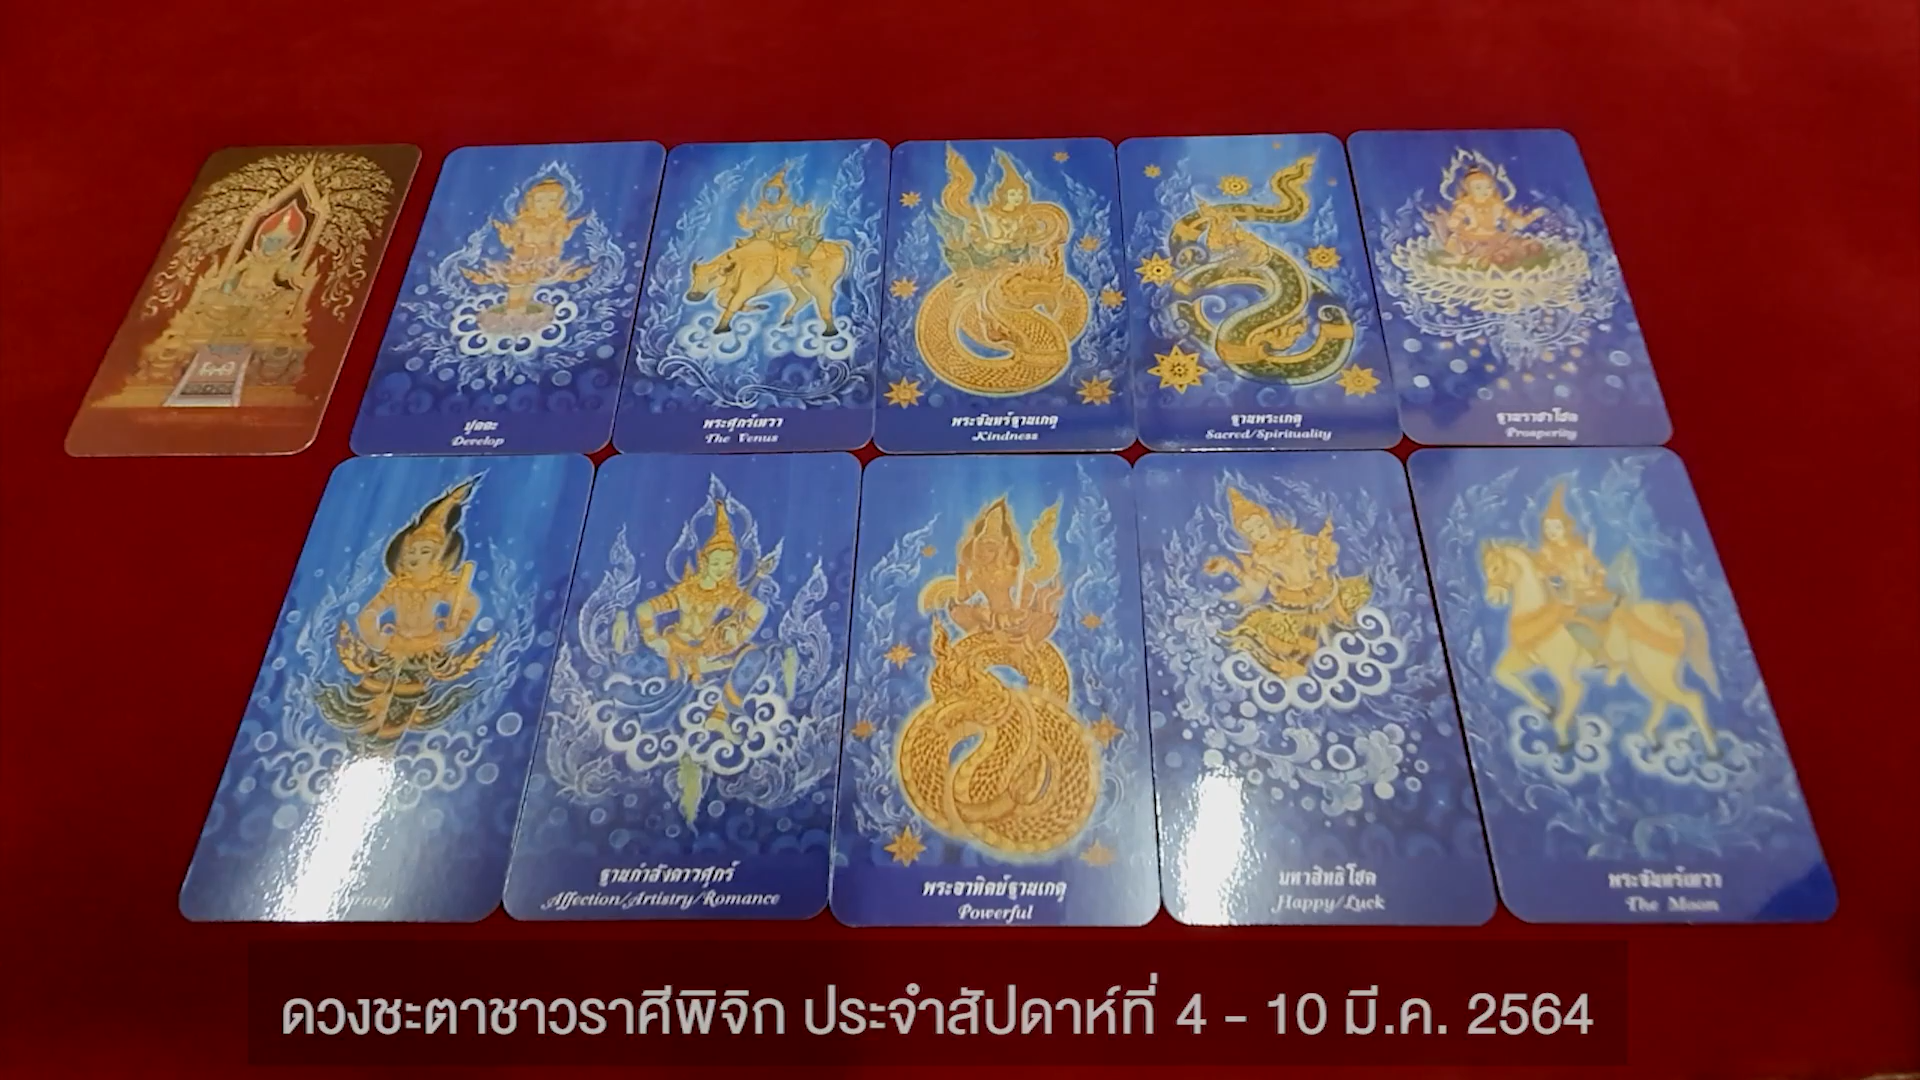 ปุตตะ
Develop
พระศุกร์เทวา
The Venus
พระจันทร์ฐานเกตุ
Kindness
ฐานพระเกตุ
Sacred/Spirituality
ฐานราชาโชค
Prosperity
ฐานกำลังดาวศุกร์
Affection/Artistry/Romance
พระอาทิตย์ฐานเกตุ
Powerful
มหาสิทธิโชค
Happy/Luck
พระจันทร์เทวา
The Moon
ดวงชะตาชาวราศีพิจิก ประจำสัปดาห์ที่ 4 - 10 มี.ค. 2564